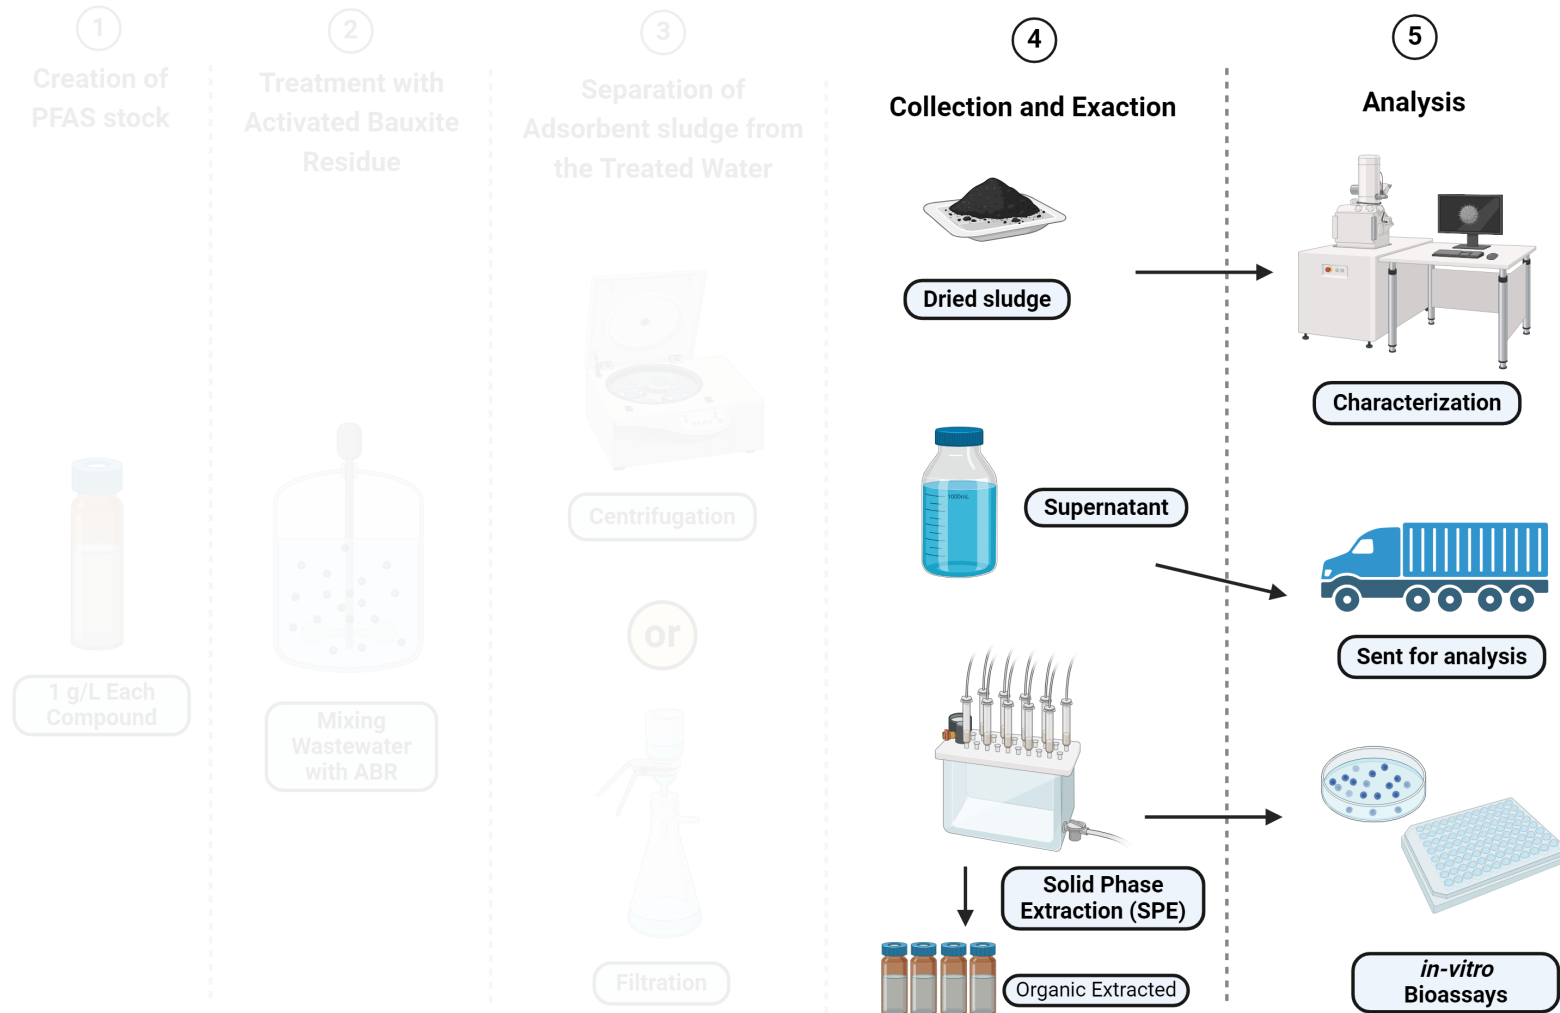 1
Creation of
PFAS stock
1 g/L Each
Compound
2
Treatment with
Activated Bauxite
Residue
Mixing
Wastewater
with ABR
3
Separation of
Adsorbent sludge from
the Treated Water
Centrifugation
or
Filtration
4
Collection and Exaction
Dried sludge
1000mL
Supernatant
Solid Phase
Extraction (SPE)
Organic Extracted
5
Analysis
Characterization
Sent for analysis
in-vitro
Bioassays